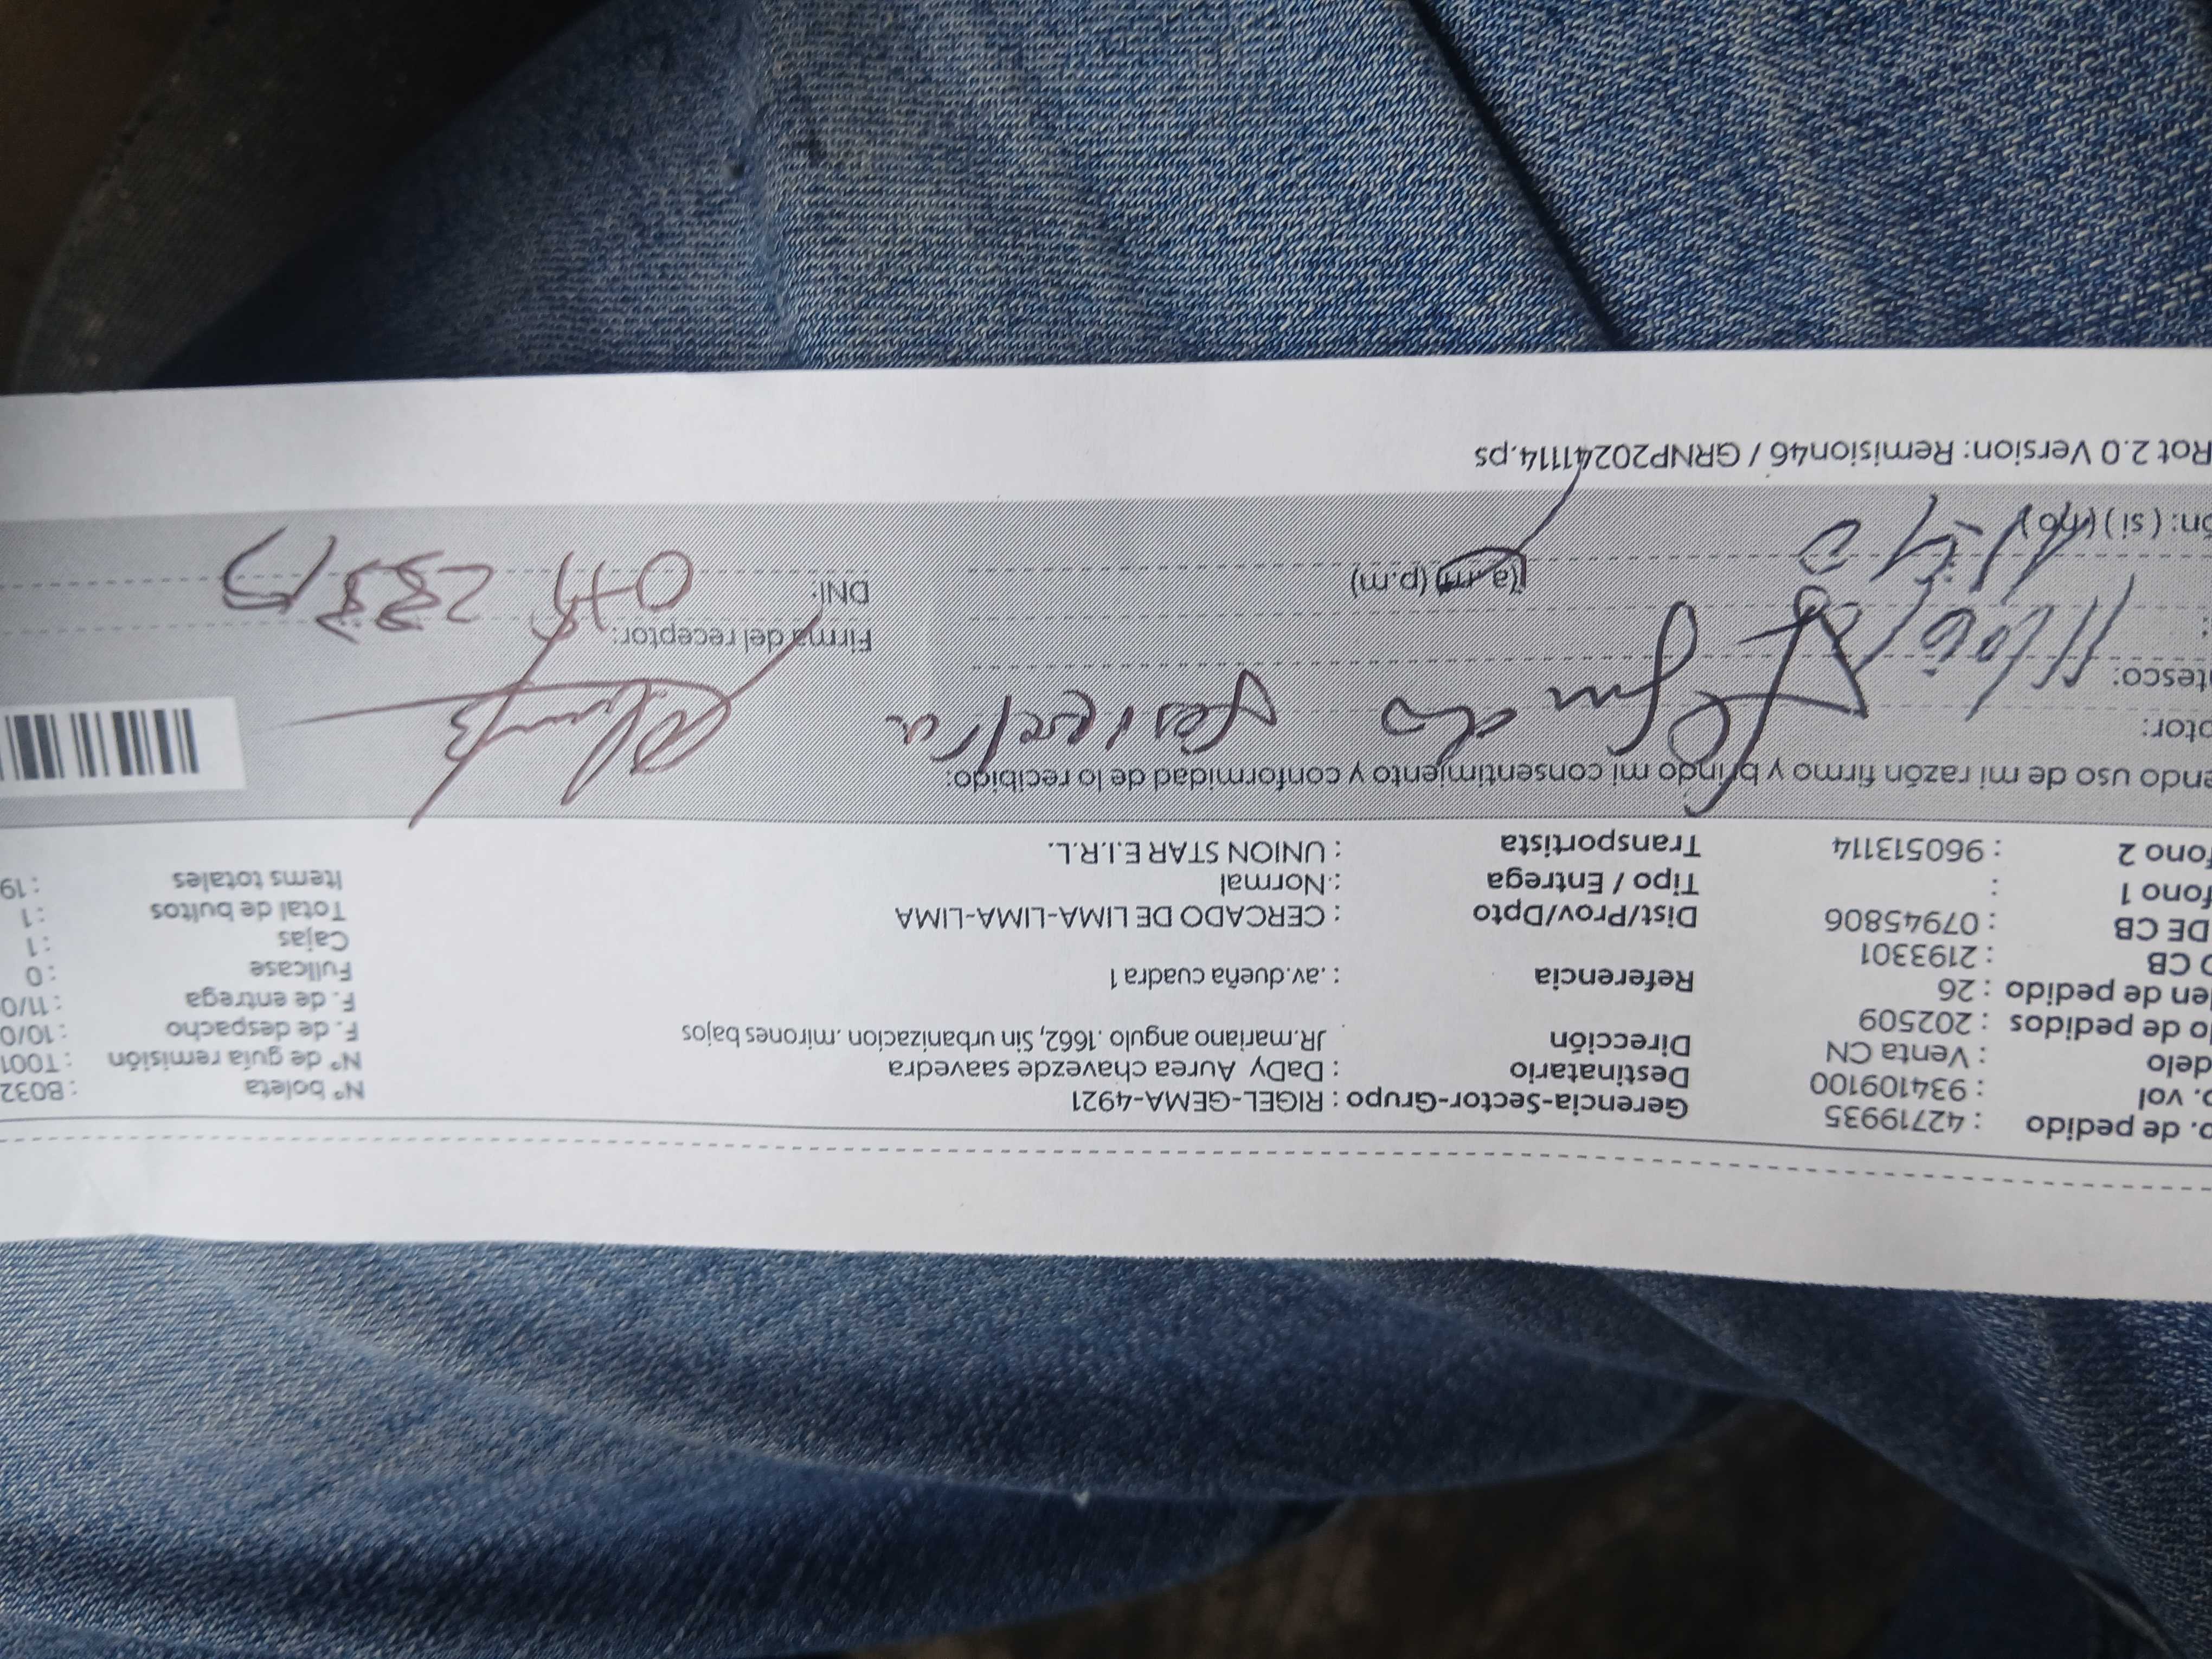 o. de pedido : 42719935 Gerencia-Sector-Grupo : RIGEL-GEMA-4921 N° boleta : B032
o. vol : 934109100 Destinatario : DaDy Aurea chavezde saavedra N° de guía remisión : T001
delo : Venta CN Dirección JR.mariano angulo .1662, Sin urbanizacion .mirones bajos F. de despacho : 10/0
do de pedidos : 202509 F. de entrega : 11/0
en de pedido : 26 Referencia : .av.dueña cuadra 1 Fullcase : 0
O CB : 2193301 Cajas : 1
DE CB : 07945806 Dist/Prov/Dpto : CERCADO DE LIMA-LIMA-LIMA Total de bultos : 1
fono 1 : Tipo / Entrega : Normal Items totales : 19
fono 2 : 960513114 Transportista : UNION STAR E.I.R.L.
endo uso de mi razón firmo y brindo mi consentimiento y conformidad de lo recibido:
ptor:
tesco:
: Firma del receptor:
(a.m) (p.m) DNI:
ón: ( si ) ( no )
Rot 2.0 Version: Remision46 / GRNP202411114.ps